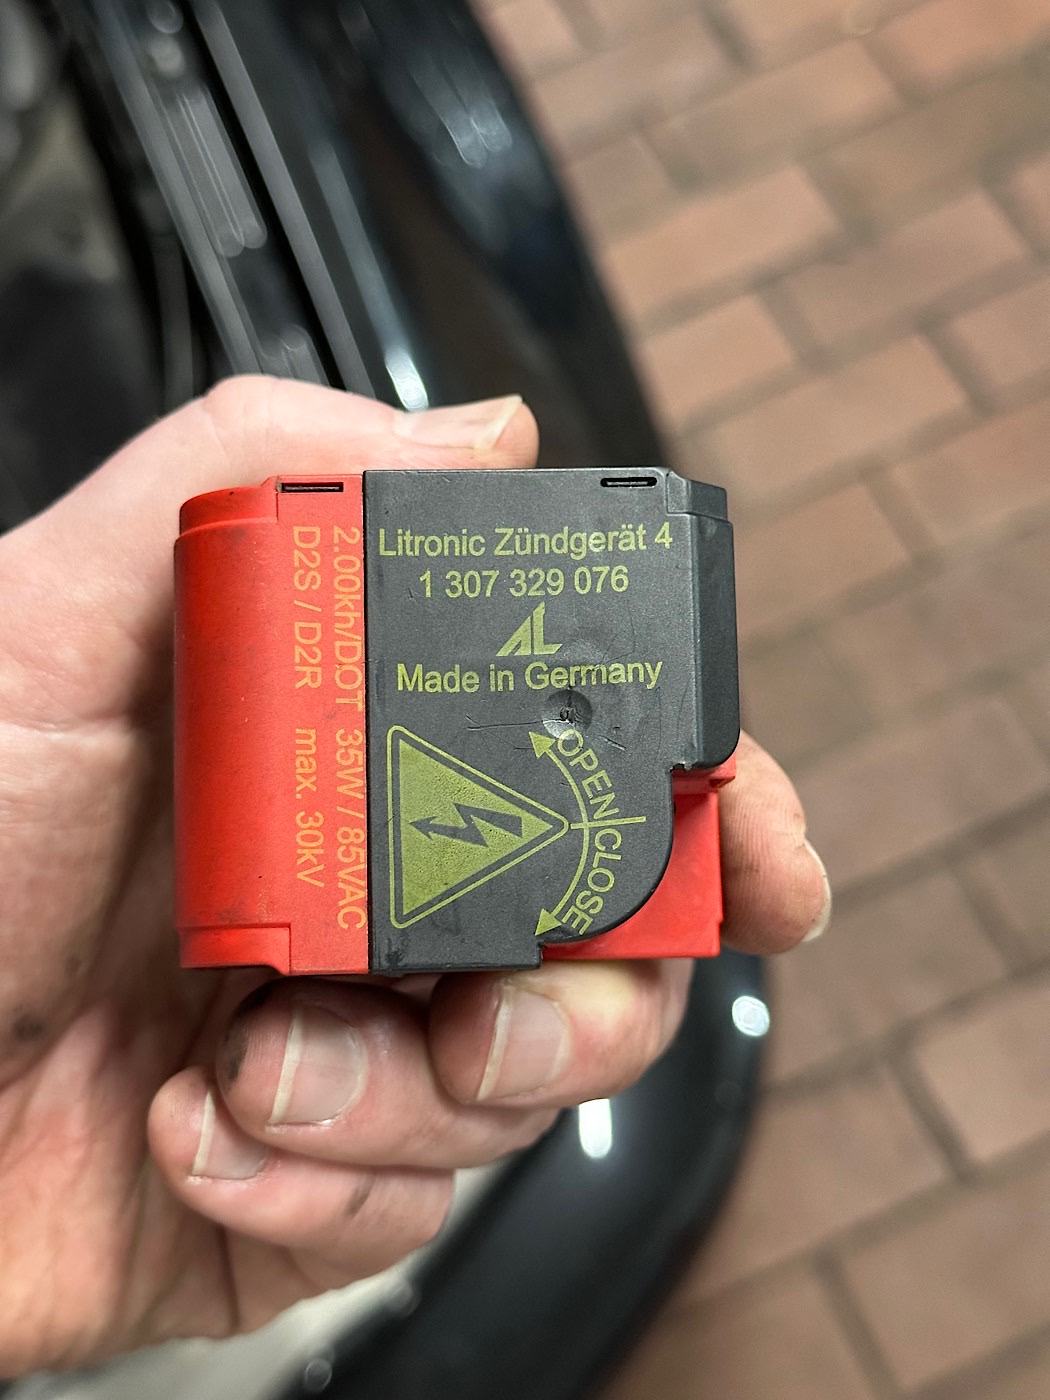 Litronic Zündgerät 4
1 307 329 076
AL
Made in Germany
OPEN CLOSE
2.00kh/DOT 35W / 85VAC
D2S / D2R max. 30kV